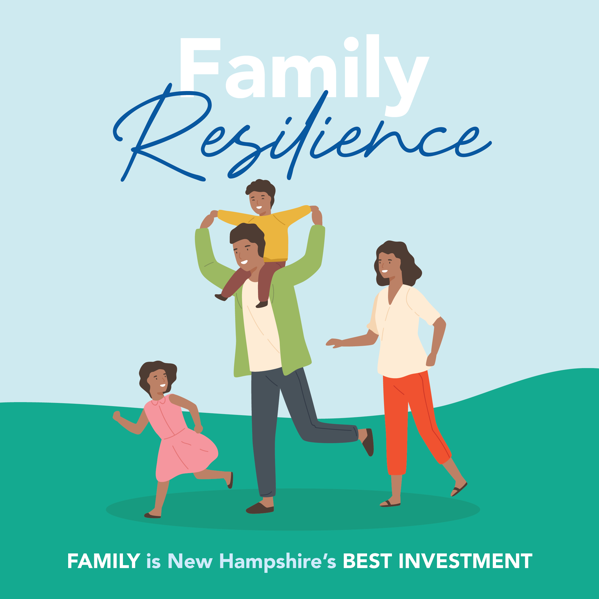 Family
Resilience
FAMILY is New Hampshire's BEST INVESTMENT